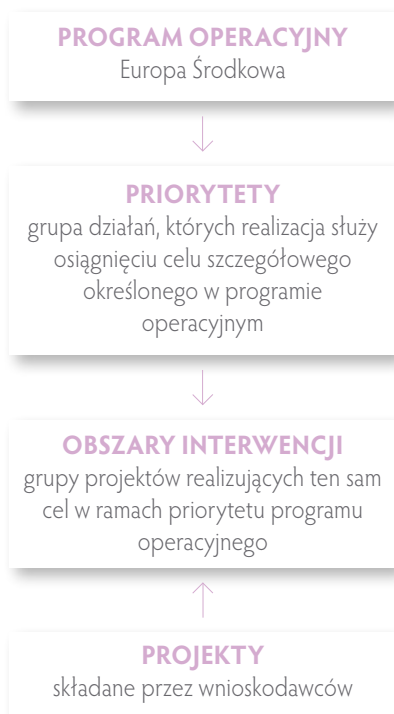 PROGRAM OPERACYJNY
Europa Środkowa
PRIORYTETY
grupa działań, których realizacja służy
osiągnięciu celu szczegółowego
określonego w programie
operacyjnym
OBSZARY INTERWENCJI
grupy projektów realizujących ten sam
cel w ramach priorytetu programu
operacyjnego
PROJEKTY
składane przez wnioskodawców